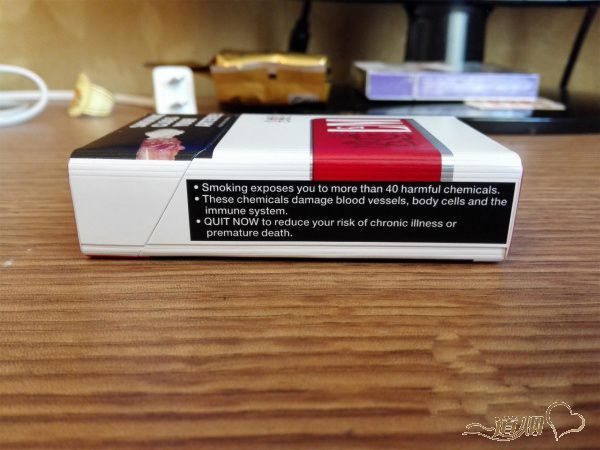 • Smoking exposes you to more than 40 harmful chemicals.
• These chemicals damage blood vessels, body cells and the
immune system.
• QUIT NOW to reduce your risk of chronic illness or
premature death.